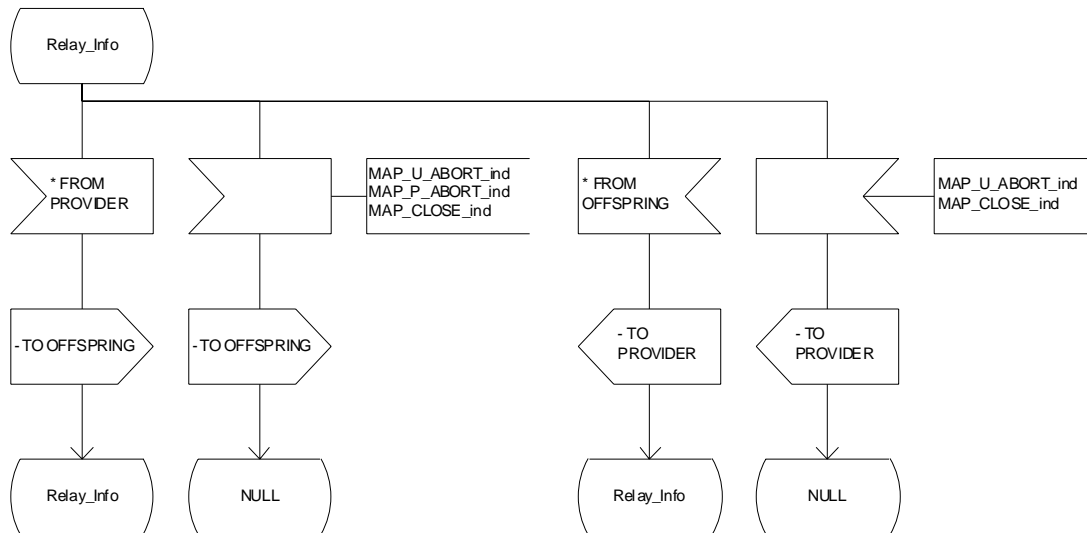 Relay_Info
* FROM
PROVIDER
MAP_U_ABORT_ind
MAP_P_ABORT_ind
MAP_CLOSE_ind
* FROM
OFFSPRING
MAP_U_ABORT_ind
MAP_CLOSE_ind
- TO OFFSPRING
- TO OFFSPRING
- TO
PROVIDER
- TO
PROVIDER
Relay_Info
NULL
Relay_Info
NULL